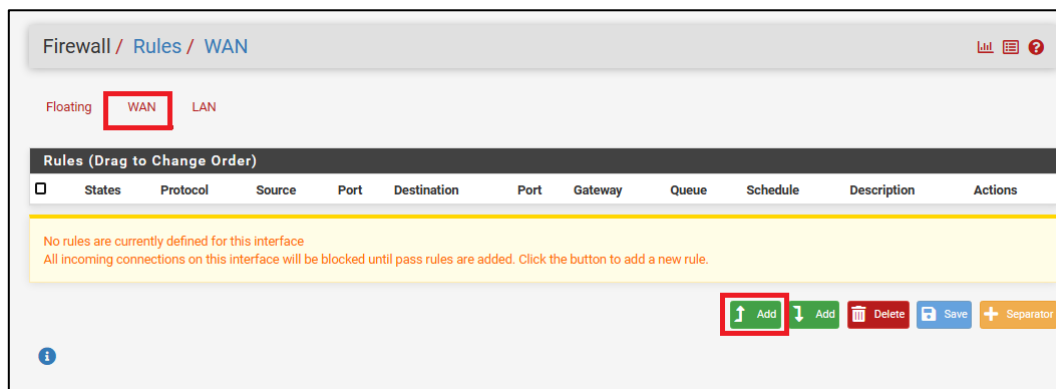 Firewall / Rules / WAN
Floating WAN LAN
Rules (Drag to Change Order)
States Protocol Source Port Destination Port Gateway Queue Schedule Description Actions
No rules are currently defined for this interface
All incoming connections on this interface will be blocked until pass rules are added. Click the button to add a new rule.
Add Add Delete Save Separator